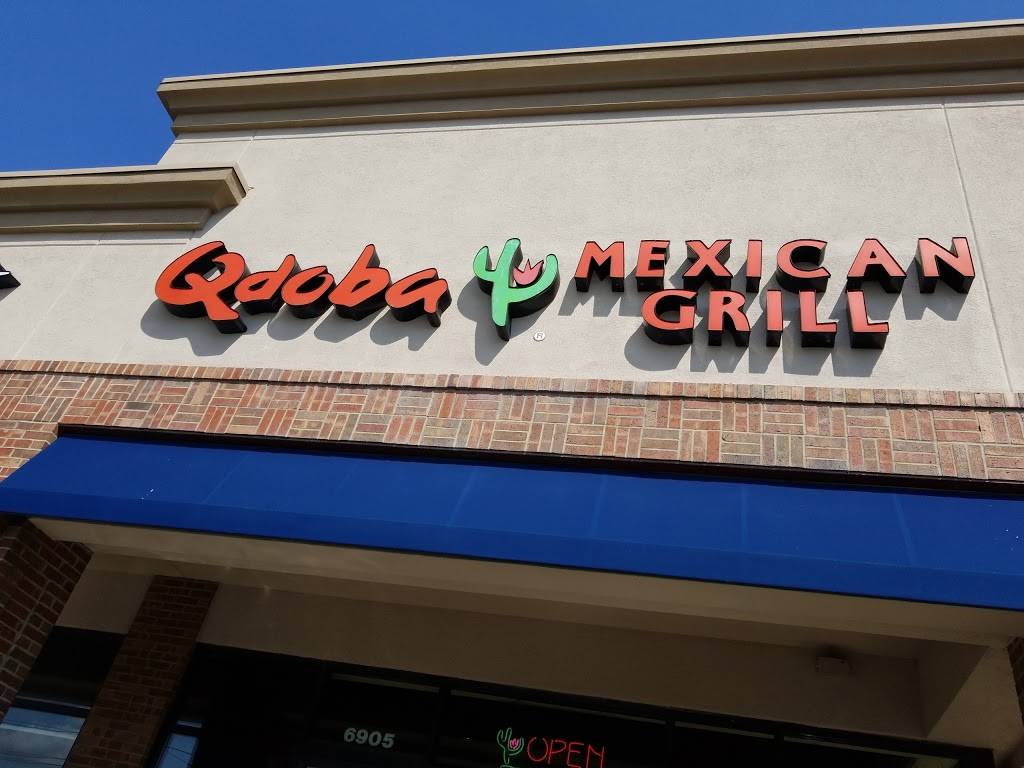 Qdoba MEXICAN
GRILL
®
6905
OPEN